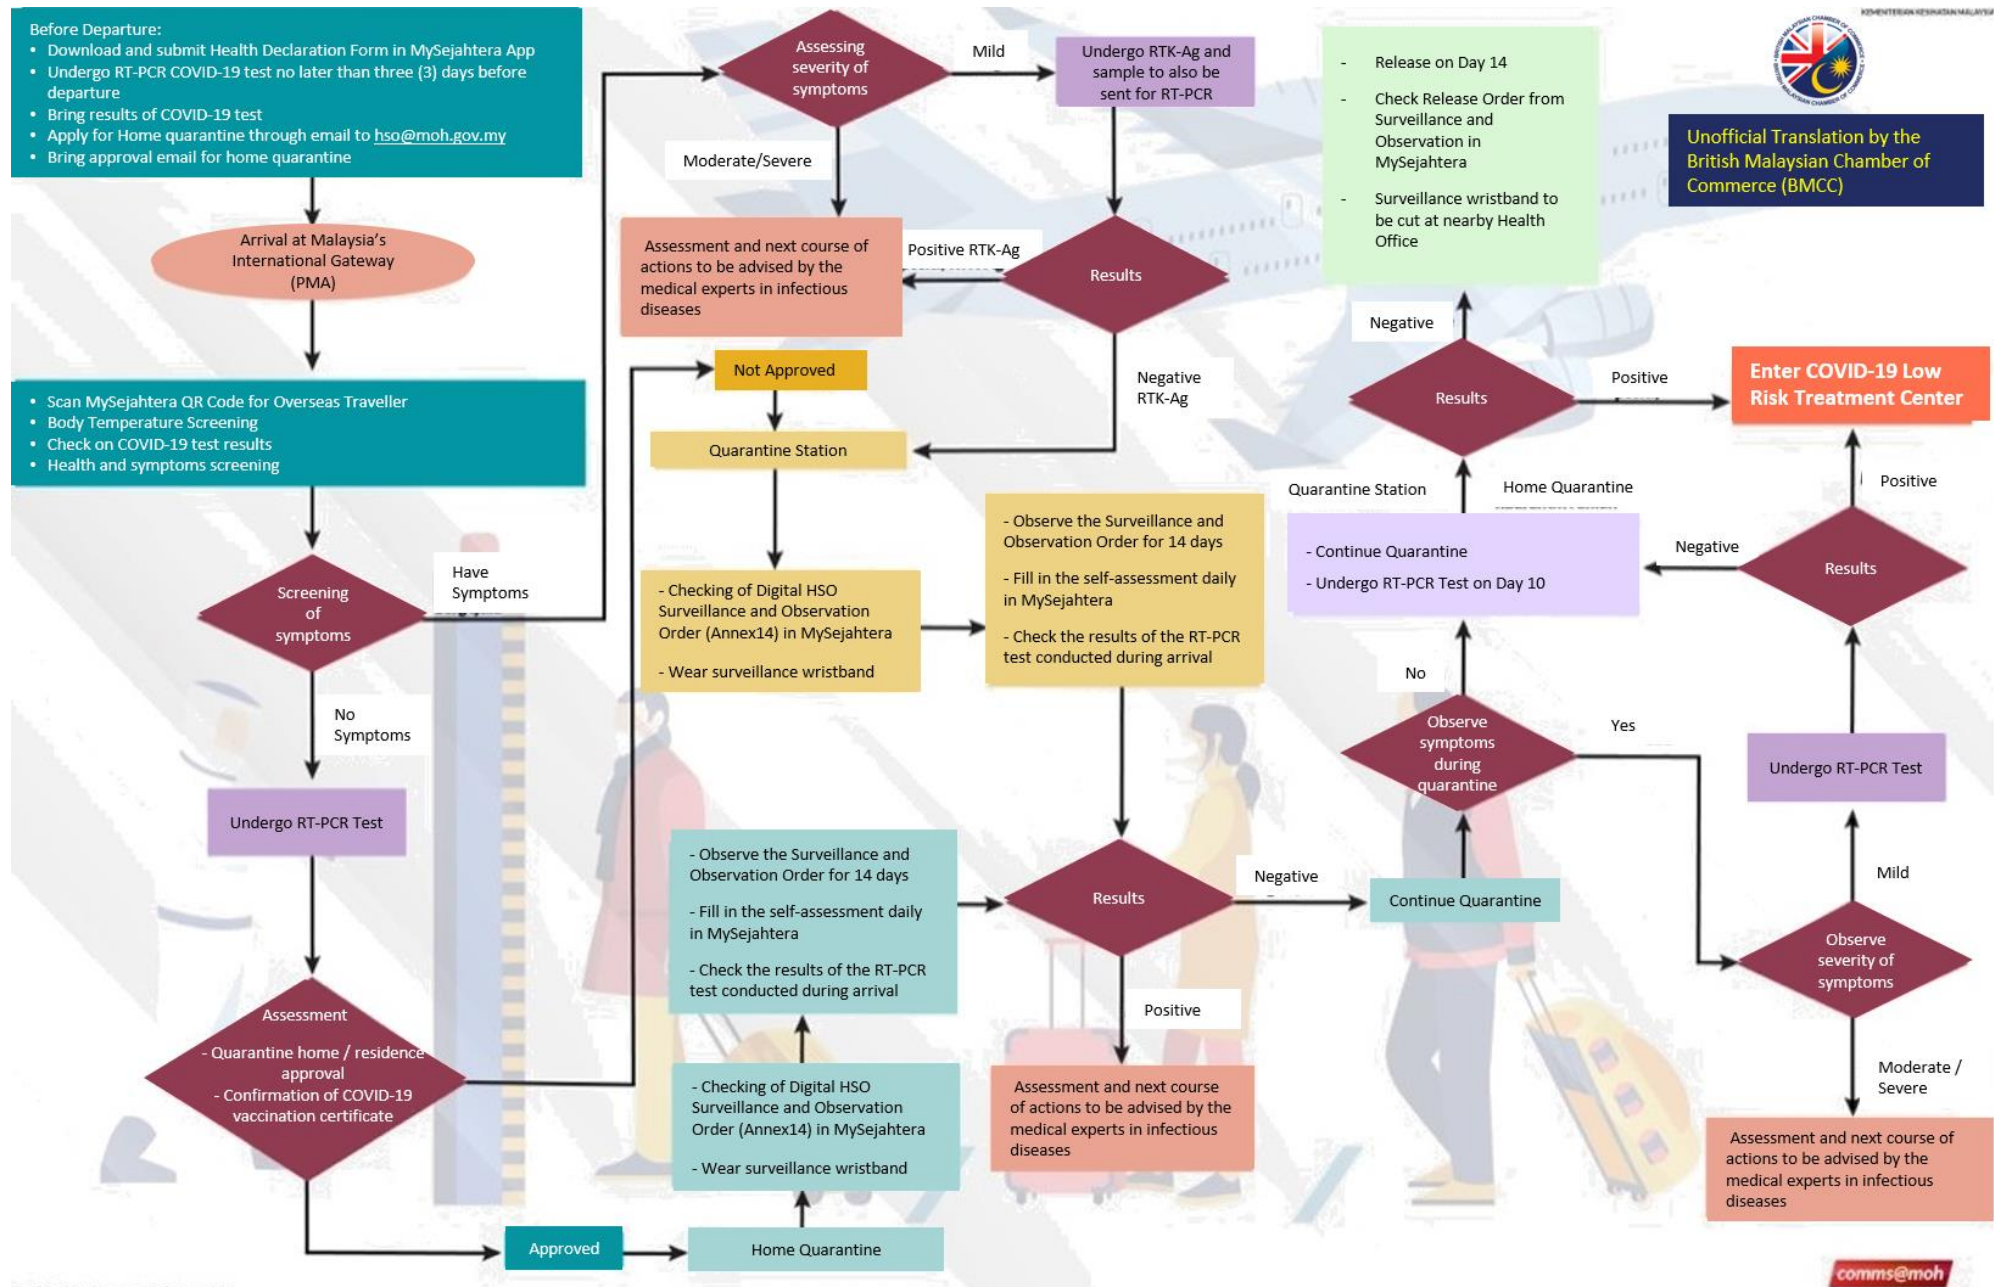 Before Departure:
• Download and submit Health Declaration Form in MySejahtera App
• Undergo RT-PCR COVID-19 test no later than three (3) days before
departure
• Bring results of COVID-19 test
• Apply for Home quarantine through email to hso@moh.gov.my
• Bring approval email for home quarantine
Arrival at Malaysia's
International Gateway
(PMA)
• Scan MySejahtera QR Code for Overseas Traveller
• Body Temperature Screening
• Check on COVID-19 test results
• Health and symptoms screening
Screening
of
symptoms
Have
Symptoms
No
Symptoms
Undergo RT-PCR Test
Assessment
- Quarantine home / residence
approval
- Confirmation of COVID-19
vaccination certificate
Approved
Home Quarantine
- Checking of Digital HSO
Surveillance and Observation
Order (Annex14) in MySejahtera
- Wear surveillance wristband
- Observe the Surveillance and
Observation Order for 14 days
- Fill in the self-assessment daily
in MySejahtera
- Check the results of the RT-PCR
test conducted during arrival
Assessing
severity of
symptoms
Mild
Undergo RTK-Ag and
sample to also be
sent for RT-PCR
Moderate/Severe
Assessment and next course of
actions to be advised by the
medical experts in infectious
diseases
Positive RTK-Ag
Results
Negative
RTK-Ag
Not Approved
Quarantine Station
- Checking of Digital HSO
Surveillance and Observation
Order (Annex14) in MySejahtera
- Wear surveillance wristband
- Observe the Surveillance and
Observation Order for 14 days
- Fill in the self-assessment daily
in MySejahtera
- Check the results of the RT-PCR
test conducted during arrival
Results
Negative
Positive
Assessment and next course
of actions to be advised by the
medical experts in infectious
diseases
Continue Quarantine
Observe
symptoms
during
quarantine
No
Yes
- Continue Quarantine
- Undergo RT-PCR Test on Day 10
Quarantine Station
Home Quarantine
Results
Negative
Positive
- Release on Day 14
- Check Release Order from
Surveillance and
Observation in
MySejahtera
- Surveillance wristband to
be cut at nearby Health
Office
KEMENTERIAN KESIHATAN MALAYSIA
BRITISH MALAYSIAN CHAMBER OF COMMERCE
Unofficial Translation by the
British Malaysian Chamber of
Commerce (BMCC)
Enter COVID-19 Low
Risk Treatment Center
Positive
Results
Negative
Undergo RT-PCR Test
Mild
Observe
severity of
symptoms
Moderate /
Severe
Assessment and next course of
actions to be advised by the
medical experts in infectious
diseases
comms@moh